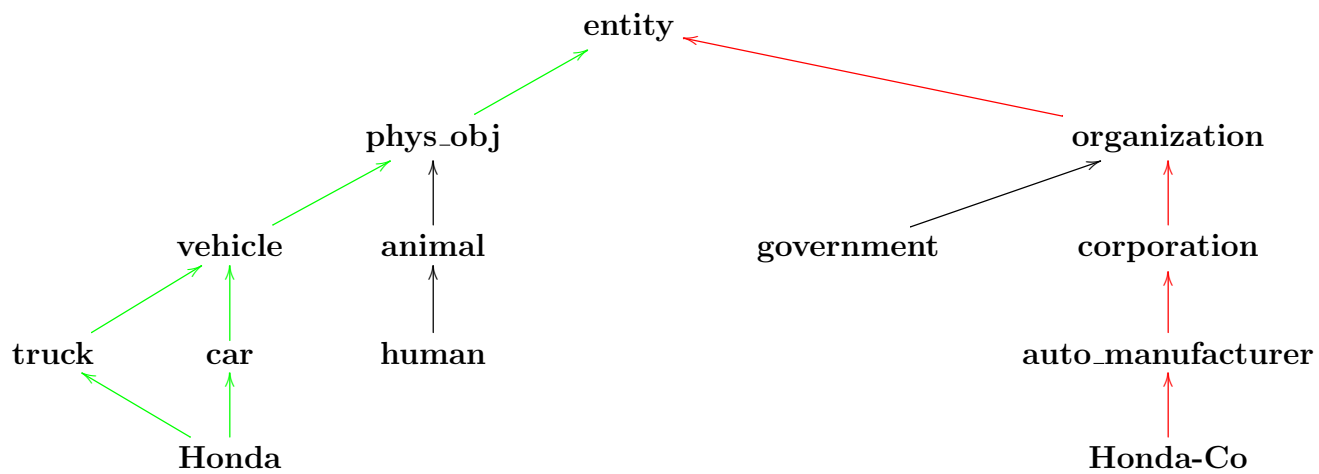 entity
phys_obj organization
vehicle animal government corporation
truck car human auto_manufacturer
Honda Honda-Co